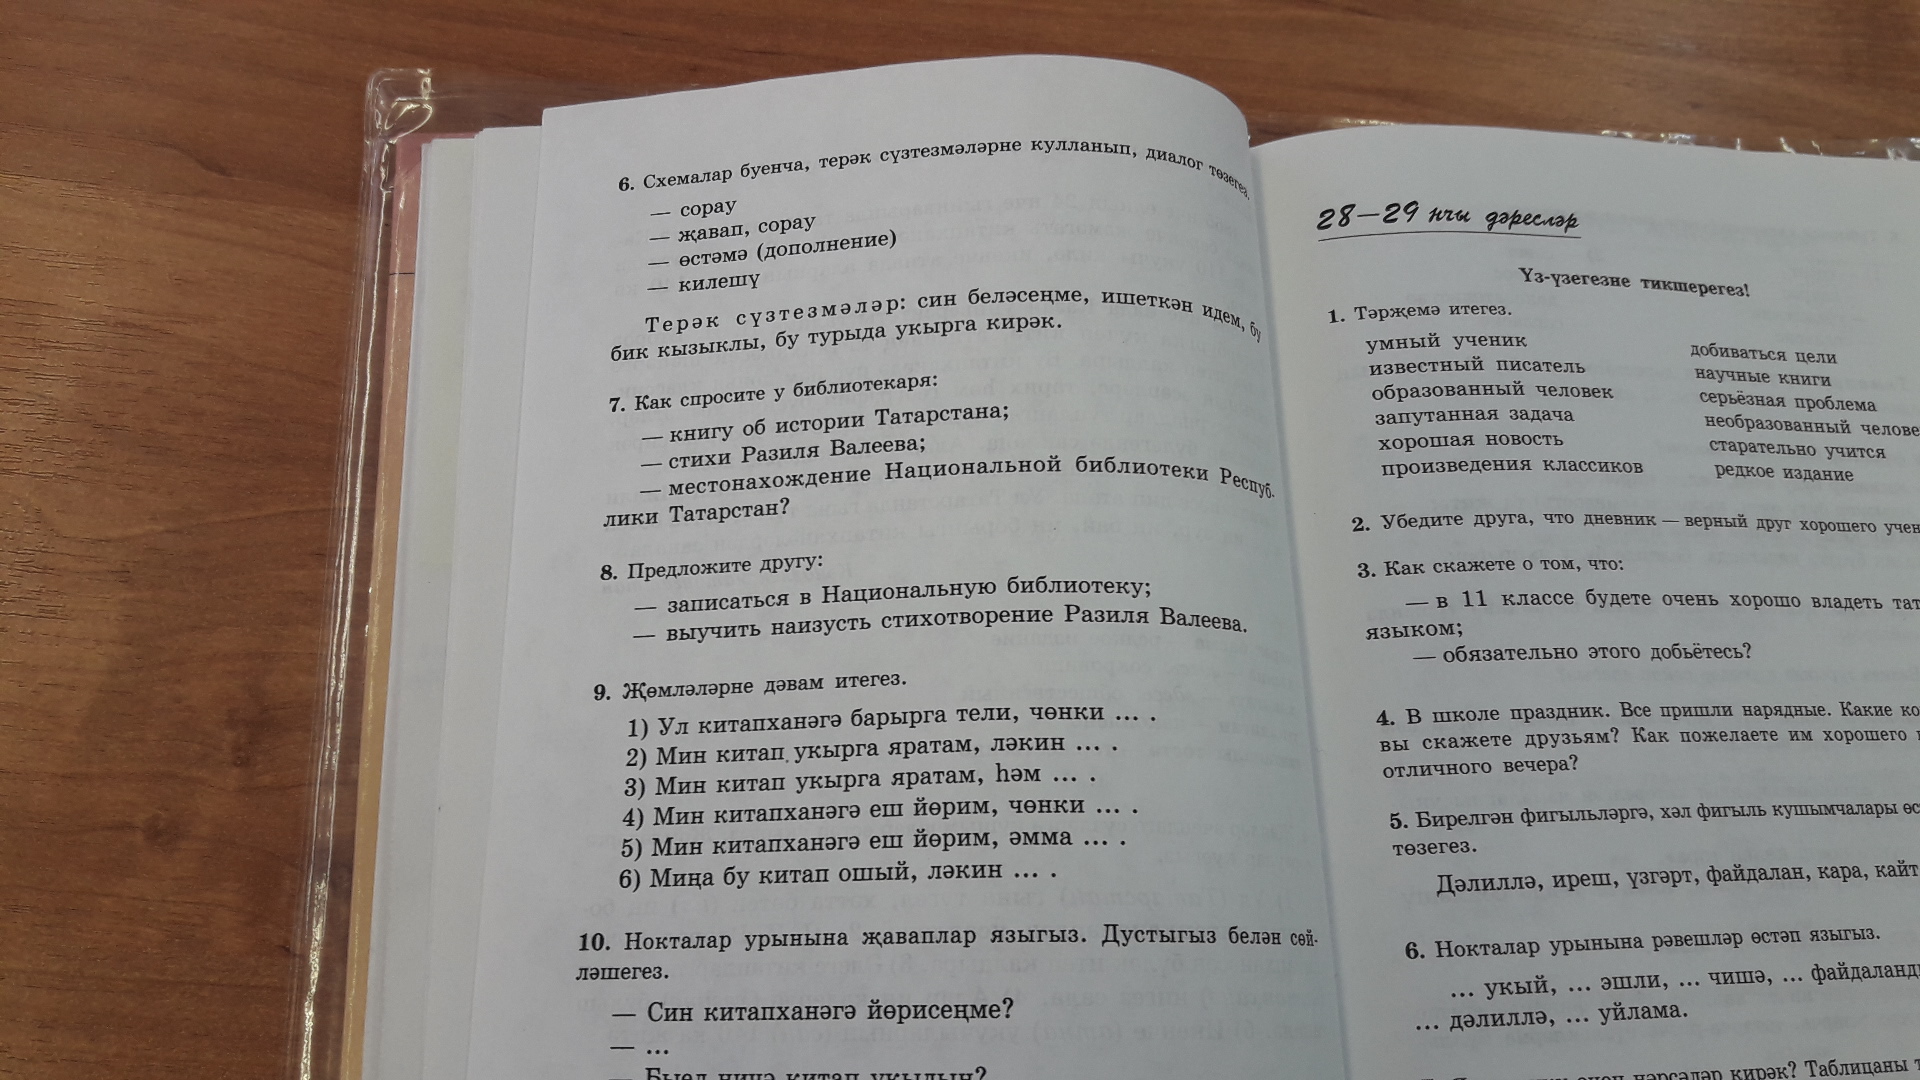 6. Схемалар буенча, терәк сүзтезмәләрне кулланып, диалог төзегез.
— сорау
— җавап, сорау
— өстәмә (дополнение)
— килешү
Терәк сүзтезмәләр: син беләсеңме, ишеткән идем, бу
бик кызыклы, бу турыда укырга кирәк.
7. Как спросите у библиотекаря:
— книгу об истории Татарстана;
— стихи Разиля Валеева;
— местонахождение Национальной библиотеки Респуб-
лики Татарстан?
8. Предложите другу:
— записаться в Национальную библиотеку;
— выучить наизусть стихотворение Разиля Валеева.
9. Җөмләләрне дәвам итегез.
1) Ул китапханәгә барырга тели, чөнки ... .
2) Мин китап укырга яратам, ләкин ... .
3) Мин китап укырга яратам, һәм ... .
4) Мин китапханәгә еш йөрим, чөнки ... .
5) Мин китапханәгә еш йөрим, әмма ... .
6) Миңа бу китап ошый, ләкин ... .
10. Нокталар урынына җаваплар языгыз. Дустыгыз белән сөй-
ләшегез.
— Син китапханәгә йөрисеңме?
— ...
— Быел ничә китап укыдың?
28—29 нчы дәресләр
Үз-үзегезне тикшерегез!
1. Тәрҗемә итегез.
умный ученик
известный писатель
образованный человек
запутанная задача
хорошая новость
произведения классиков
добиваться цели
научные книги
серьёзная проблема
необразованный
старательно учится
редкое издание
2. Убедите друга, что дневник — верный друг хорошего
3. Как скажете о том, что:
— в 11 классе будете очень хорошо владеть
языком;
— обязательно этого добьётесь?
4. В школе праздник. Все пришли нарядные. Какие
вы скажете друзьям? Как пожелаете им хорошего
отличного вечера?
5. Бирелгән фигыльләргә, хәл фигыль кушымчалары
төзегез.
Дәлиллә, иреш, үзгәрт, файдалан, кара,
6. Нокталар урынына рәвешләр өстәп языгыз.
... укый, ... эшли, ... чишә, ...
... дәлиллә, ... уйлама.
кирәк? Таблицаны